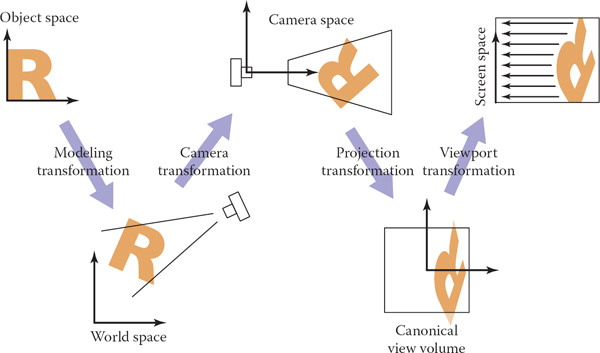 Object space
Camera space
Screen space
Modeling
transformation
Camera
transformation
Projection
transformation
Viewport
transformation
R
R
R
R
R
World space
Canonical
view volume